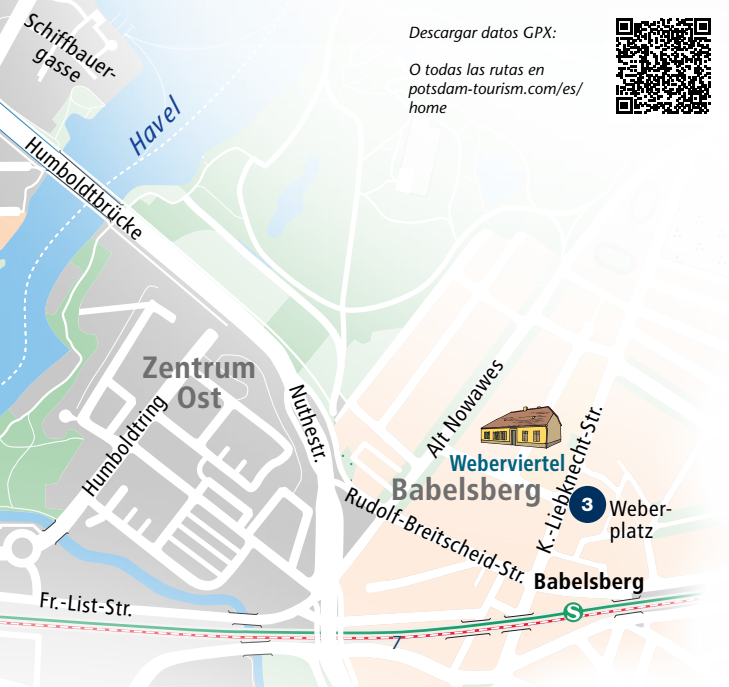 Descargar datos GPX:
O todas las rutas en
potsdam-tourism.com/es/
home
Schiffbauer-
gasse
Havel
Humboldtbrücke
Zentrum
Ost
Humboldtring
Nuthestr.
Alt Nowawes
Weberviertel
Babelsberg
K.-Liebknecht-Str.
3
Weber-
platz
Rudolf-Breitscheid-Str.
Babelsberg
S
Fr.-List-Str.
7